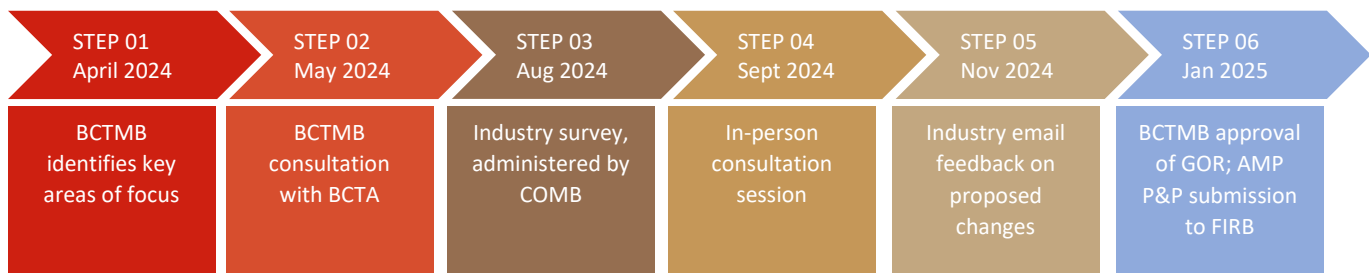 STEP 01
April 2024
STEP 02
May 2024
STEP 03
Aug 2024
STEP 04
Sept 2024
STEP 05
Nov 2024
STEP 06
Jan 2025
BCTMB
identifies key
areas of focus
BCTMB
consultation
with BCTA
Industry survey,
administered by
COMB
In-person
consultation
session
Industry email
feedback on
proposed
changes
BCTMB approval
of GOR; AMP
P&P submission
to FIRB